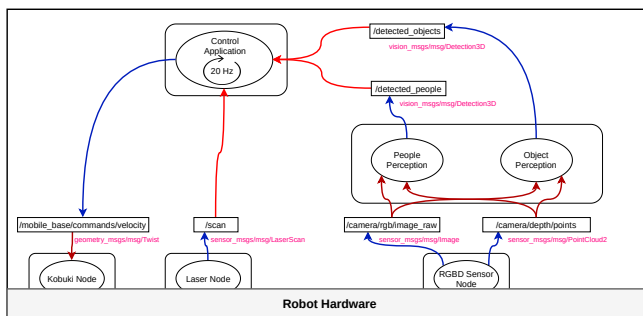 /detected_objects
vision_msgs/msg/Detection3D
Control
Application
20 Hz
/detected_people
vision_msgs/msg/Detection3D
People
Perception
Object
Perception
/mobile_base/commands/velocity
geometry_msgs/msg/Twist
/scan
sensor_msgs/msg/LaserScan
/camera/rgb/image_raw
sensor_msgs/msg/Image
/camera/depth/points
sensor_msgs/msg/PointCloud2
Kobuki Node
Laser Node
RGBD Sensor
Node
Robot Hardware